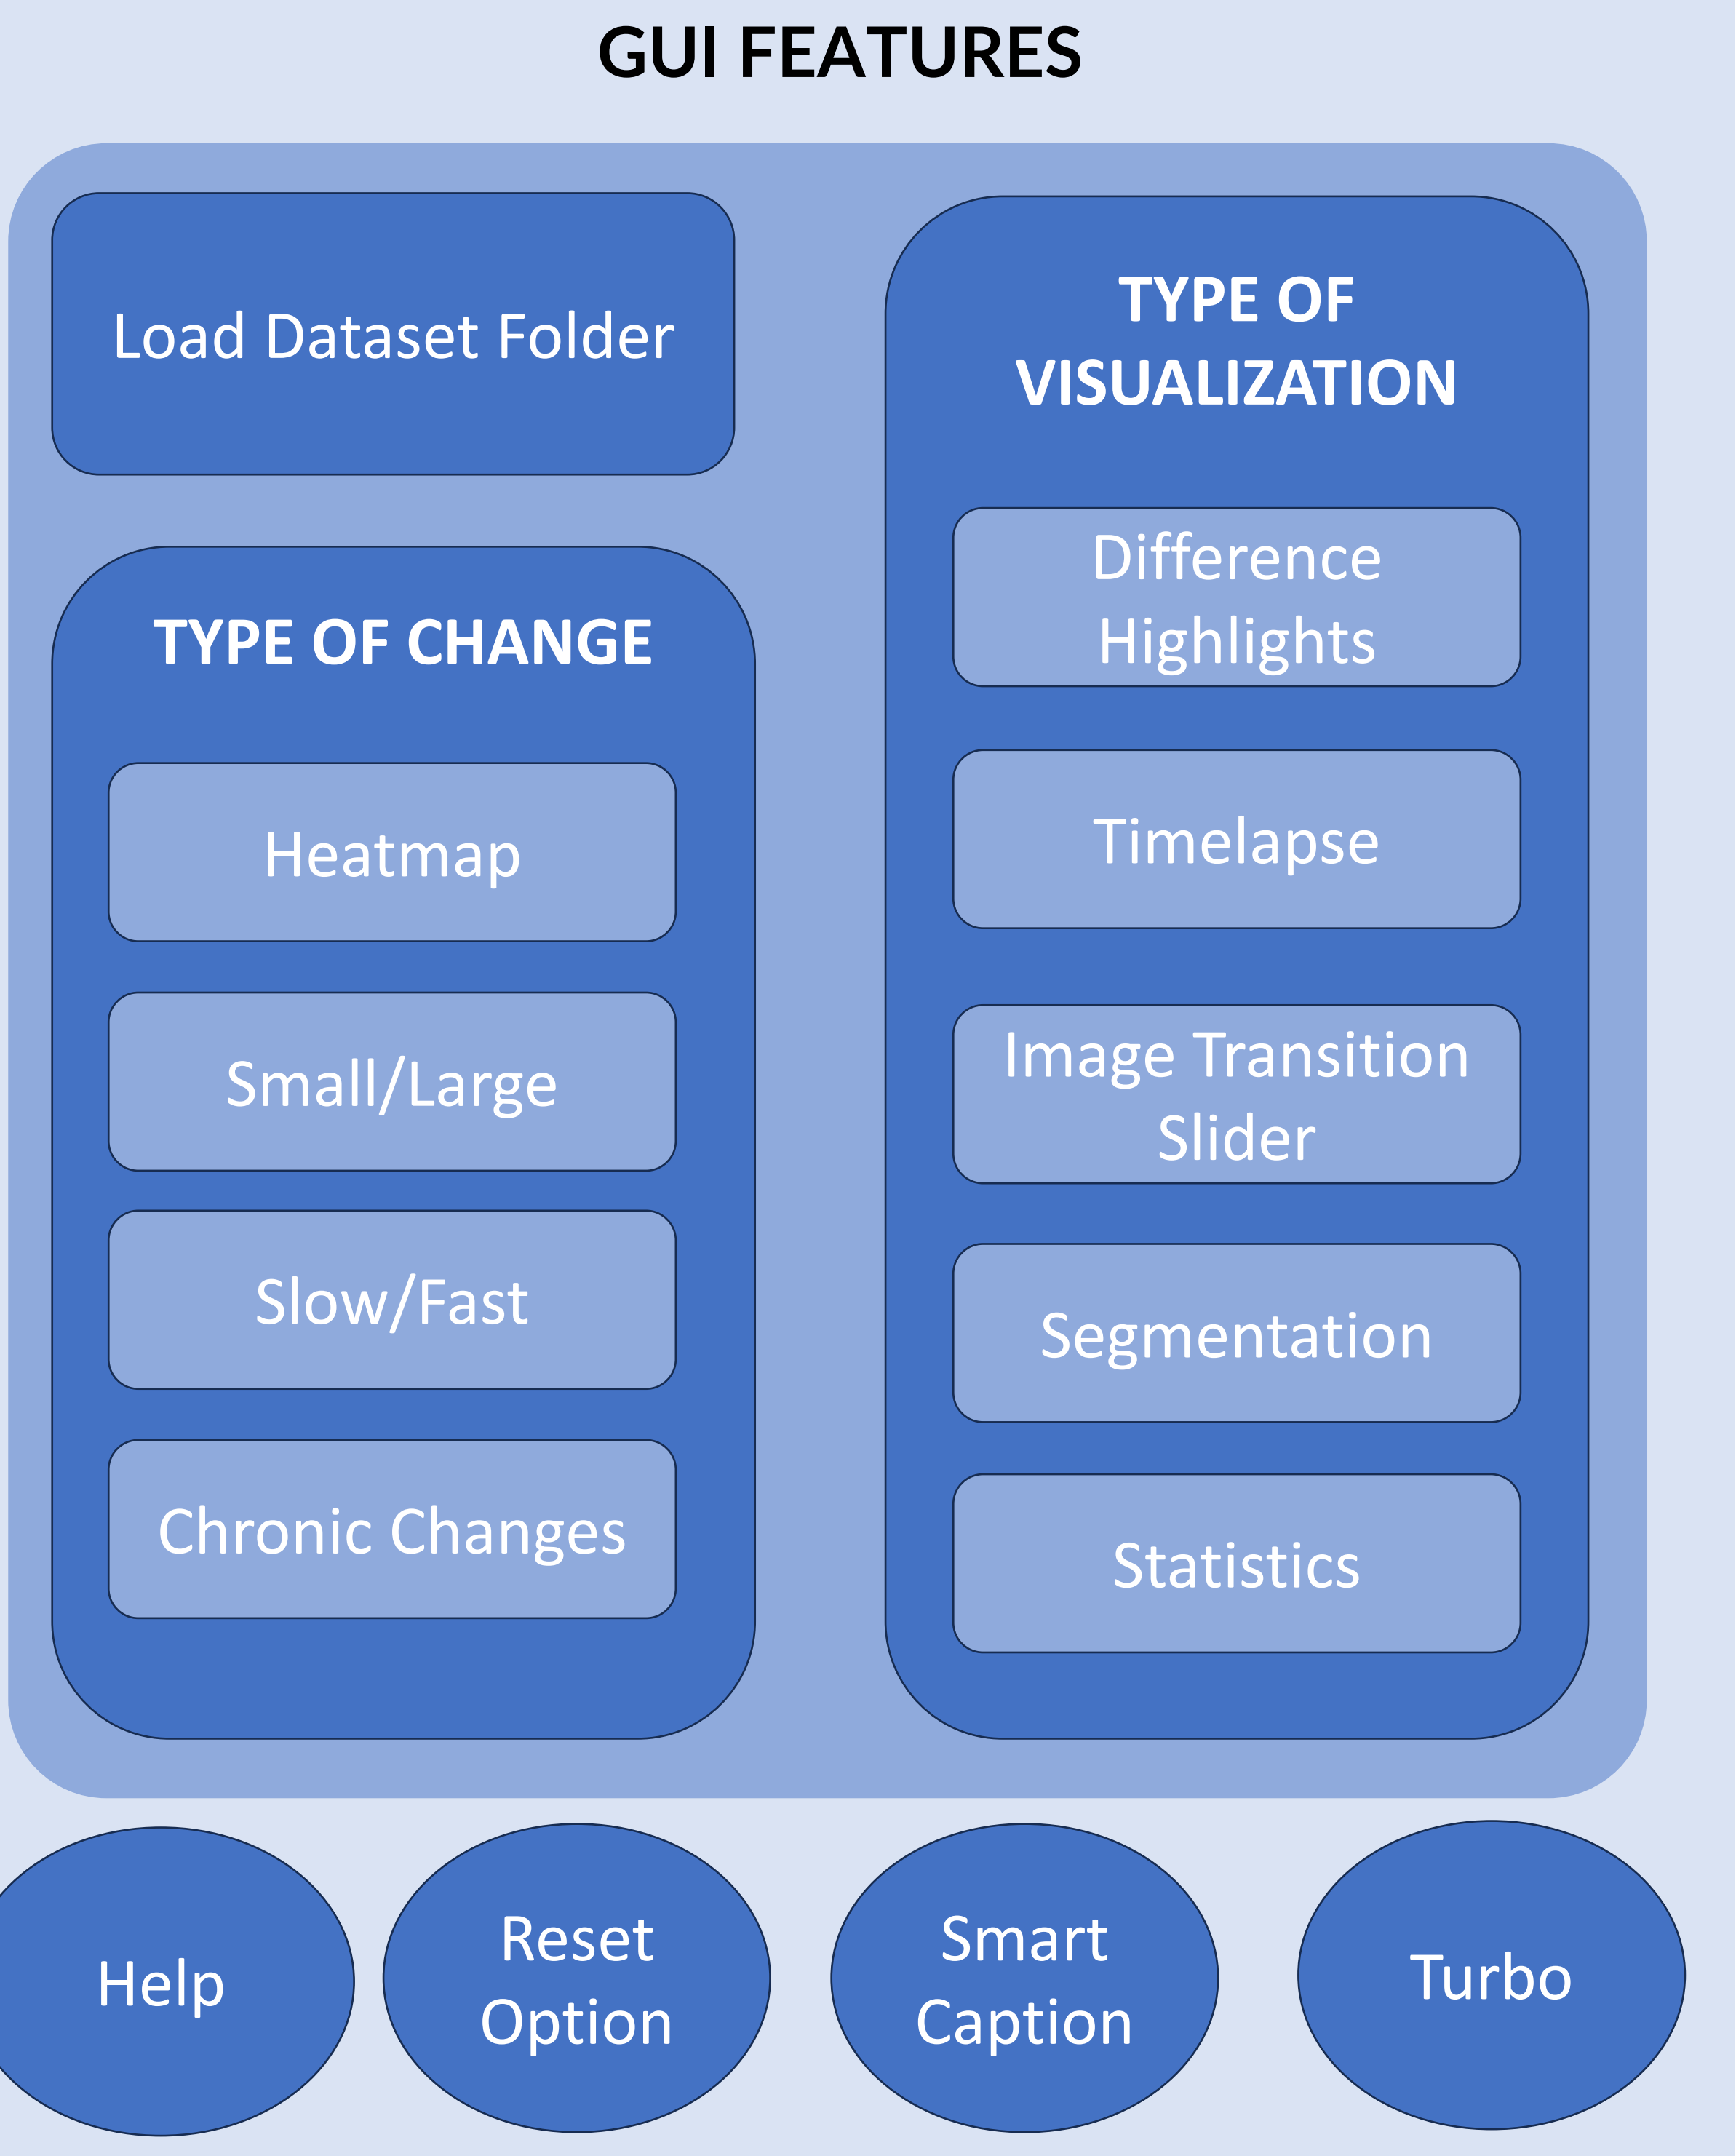 GUI FEATURES
Load Dataset Folder
TYPE OF CHANGE
Heatmap
Small/Large
Slow/Fast
Chronic Changes
TYPE OF
VISUALIZATION
Difference
Highlights
Timelapse
Image Transition
Slider
Segmentation
Statistics
Help
Reset
Option
Smart
Caption
Turbo